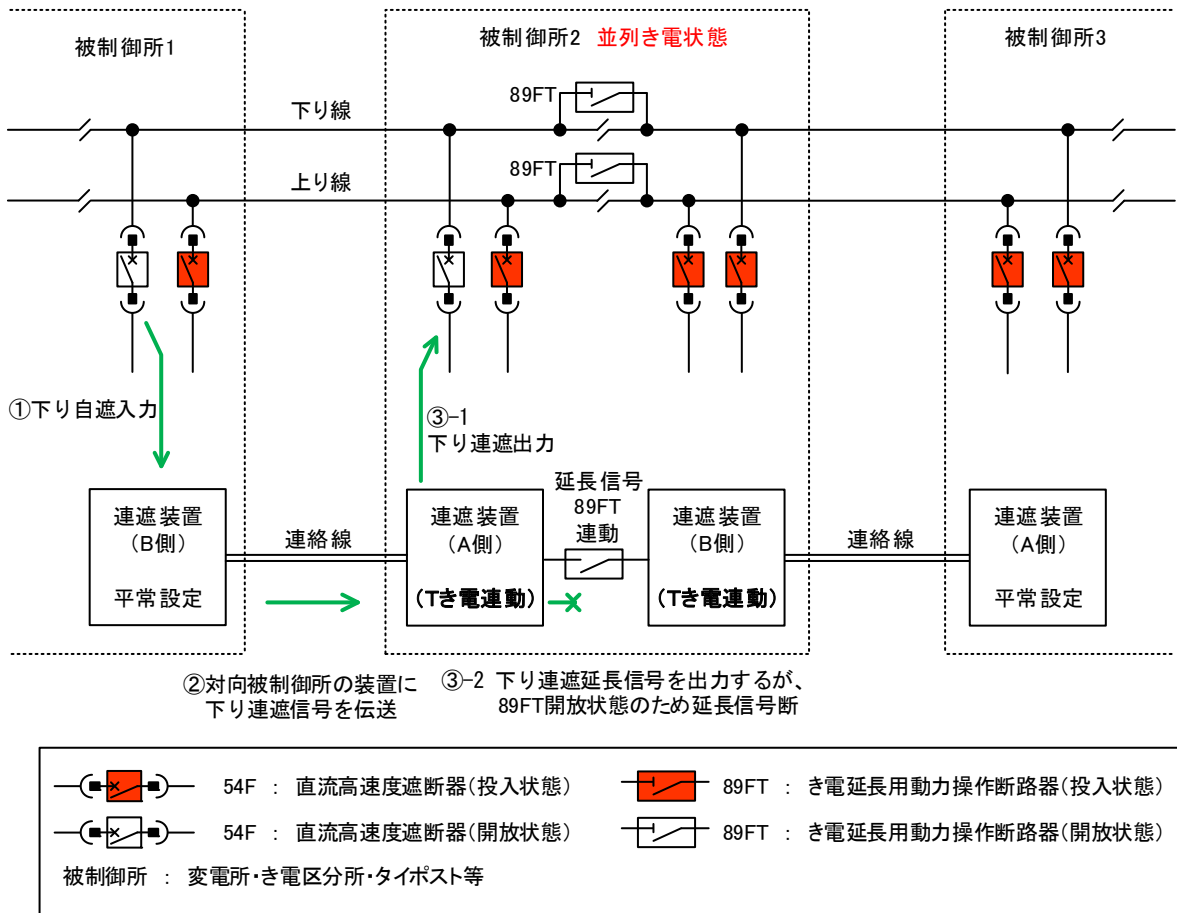 被制御所1
被制御所2 並列き電状態
被制御所3
89FT
下り線
89FT
上り線
①下り自遮入力
③-1
下り連遮出力
延長信号
89FT
連動
連遮装置
(B側)
平常設定
連絡線
連遮装置
(A側)
(Tき電連動)
連遮装置
(B側)
(Tき電連動)
連絡線
連遮装置
(A側)
平常設定
②対向被制御所の装置に
下り連遮信号を伝送
③-2 下り連遮延長信号を出力するが、
89FT開放状態のため延長信号断
54F : 直流高速度遮断器(投入状態)
89FT : き電延長用動力操作断路器(投入状態)
54F : 直流高速度遮断器(開放状態)
89FT : き電延長用動力操作断路器(開放状態)
被制御所 : 変電所・き電区分所・タイポスト等